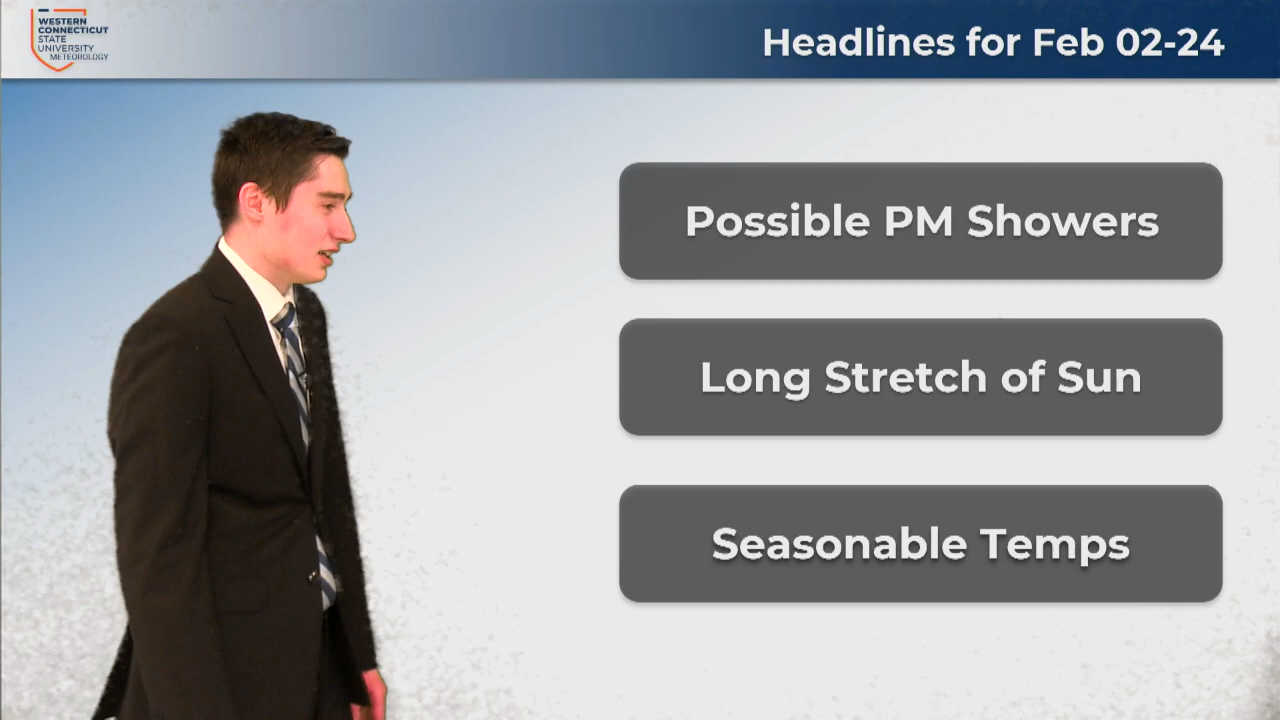 WESTERN
CONNECTICUT
STATE
UNIVERSITY
METEOROLOGY
Headlines for Feb 02-24
Possible PM Showers
Long Stretch of Sun
Seasonable Temps